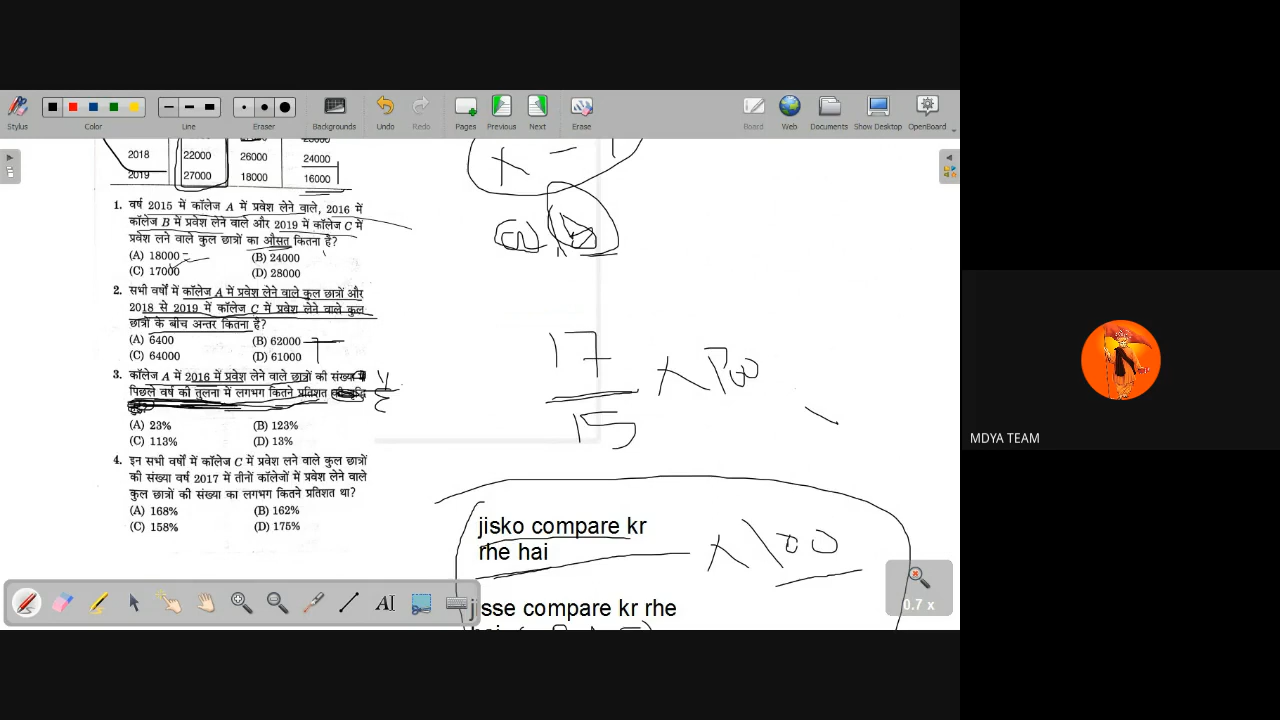 Stylus
Color
Line
Eraser
Backgrounds
Undo
Redo
Pages
Previous
Next
Erase
Board
Web
Documents
Show Desktop
OpenBoard
2018 22000 26000 24000
2019 27000 18000 16000
1. वर्ष 2015 में कॉलेज A में प्रवेश लेने वाले, 2016 में
कॉलेज B में प्रवेश लेने वाले और 2019 में कॉलेज C में
प्रवेश लेने वाले कुल छात्रों का औसत कितना है?
(A) 18000 (B) 24000
(C) 17000 (D) 28000
2. सभी वर्षों में कॉलेज A में प्रवेश लेने वाले कुल छात्रों और
2018 से 2019 में कॉलेज C में प्रवेश लेने वाले कुल
छात्रों के बीच अन्तर कितना है?
(A) 6400 (B) 62000
(C) 64000 (D) 61000
3. कॉलेज A में 2016 में प्रवेश लेने वाले छात्रों की संख्या में
पिछले वर्ष की तुलना में लगभग कितने प्रतिशत
(A) 23% (B) 123%
(C) 113% (D) 13%
4. इन सभी वर्षों में कॉलेज C में प्रवेश लने वाले कुल छात्रों
की संख्या वर्ष 2017 में तीनों कॉलेजों में प्रवेश लेने वाले
कुल छात्रों की संख्या का लगभग कितने प्रतिशत था?
(A) 168% (B) 162%
(C) 158% (D) 175%
17
15
× 100
jisko compare kr
rhe hai
× 100
jisse compare kr rhe
0.7 x
AI
MDYA TEAM